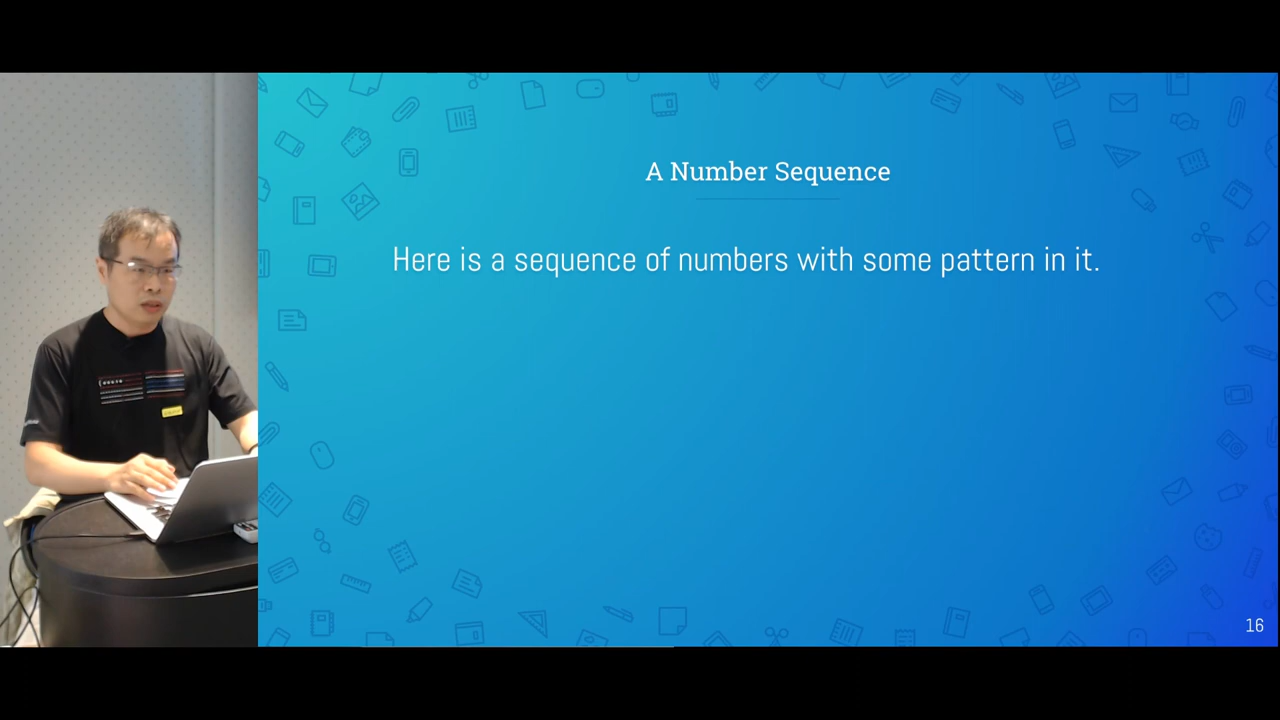 A Number Sequence
Here is a sequence of numbers with some pattern in it.
16